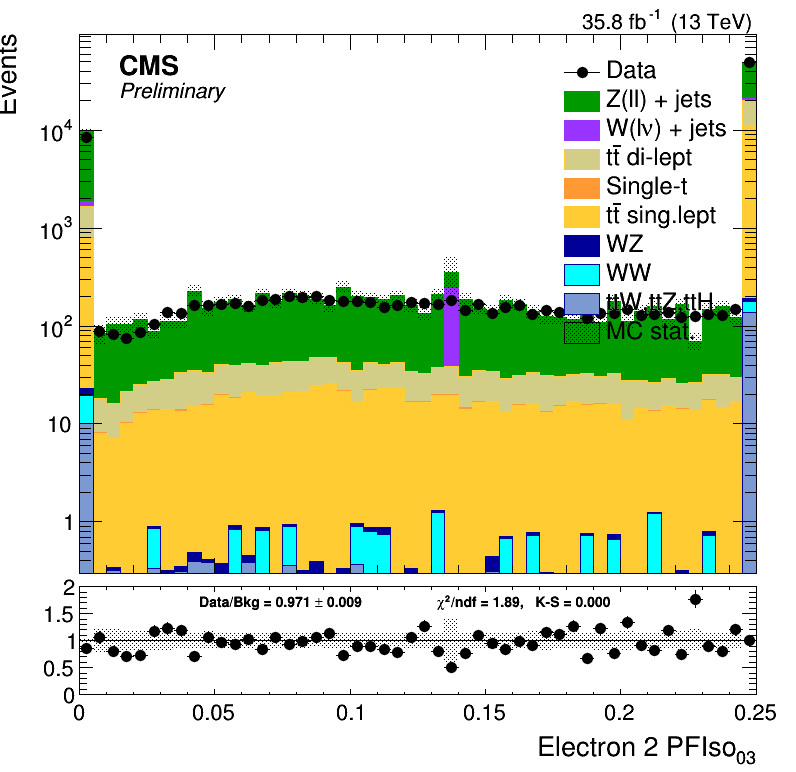 35.8 fb⁻¹ (13 TeV)
Events
CMS
Preliminary
Data
Z(ll) + jets
W(lν) + jets
tt̄ di-lept
Single-t
tt̄ sing.lept
WZ
WW
ttW,ttZ,ttH
MC stat.
10⁴
10³
10²
10
1
Data/Bkg = 0.971 ± 0.009
χ²/ndf = 1.89, K-S = 0.000
2
1.5
1
0.5
0
0 0.05 0.1 0.15 0.2 0.25
Electron 2 PFIso₀₃